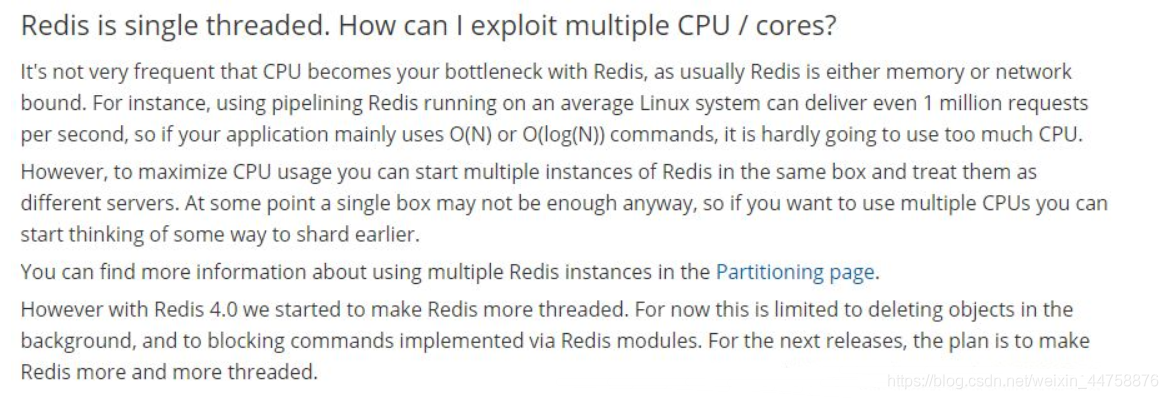 Redis is single threaded. How can I exploit multiple CPU / cores?
It's not very frequent that CPU becomes your bottleneck with Redis, as usually Redis is either memory or network
bound. For instance, using pipelining Redis running on an average Linux system can deliver even 1 million requests
per second, so if your application mainly uses O(N) or O(log(N)) commands, it is hardly going to use too much CPU.
However, to maximize CPU usage you can start multiple instances of Redis in the same box and treat them as
different servers. At some point a single box may not be enough anyway, so if you want to use multiple CPUs you can
start thinking of some way to shard earlier.
You can find more information about using multiple Redis instances in the Partitioning page.
However with Redis 4.0 we started to make Redis more threaded. For now this is limited to deleting objects in the
background, and to blocking commands implemented via Redis modules. For the next releases, the plan is to make
Redis more and more threaded.
https://blog.csdn.net/weixin_44758876